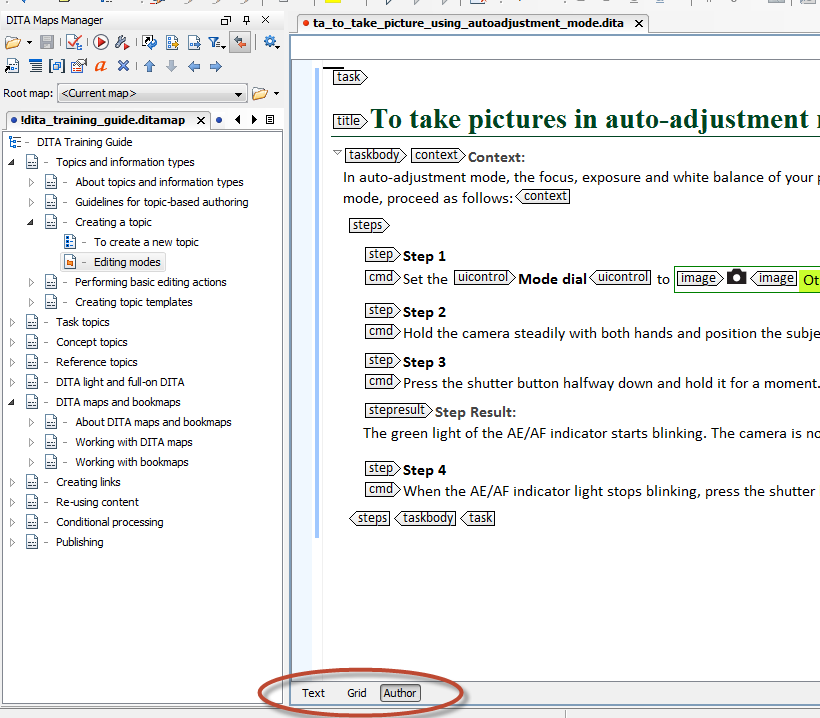 DITA Maps Manager
Root map: <Current map>
!dita_training_guide.ditamap
DITA Training Guide
Topics and information types
About topics and information types
Guidelines for topic-based authoring
Creating a topic
To create a new topic
Editing modes
Performing basic editing actions
Creating topic templates
Task topics
Concept topics
Reference topics
DITA light and full-on DITA
DITA maps and bookmaps
About DITA maps and bookmaps
Working with DITA maps
Working with bookmaps
Creating links
Re-using content
Conditional processing
Publishing
ta_to_take_picture_using_autoadjustment_mode.dita
task
title To take pictures in auto-adjustment
taskbody context Context:
In auto-adjustment mode, the focus, exposure and white balance of your
mode, proceed as follows: context
steps
step Step 1
cmd Set the uicontrol Mode dial uicontrol to image image
step Step 2
cmd Hold the camera steadily with both hands and position the
step Step 3
cmd Press the shutter button halfway down and hold it for a moment.
stepresult Step Result:
The green light of the AE/AF indicator starts blinking. The camera is
step Step 4
cmd When the AE/AF indicator light stops blinking, press the shutter
steps taskbody task
Text Grid Author